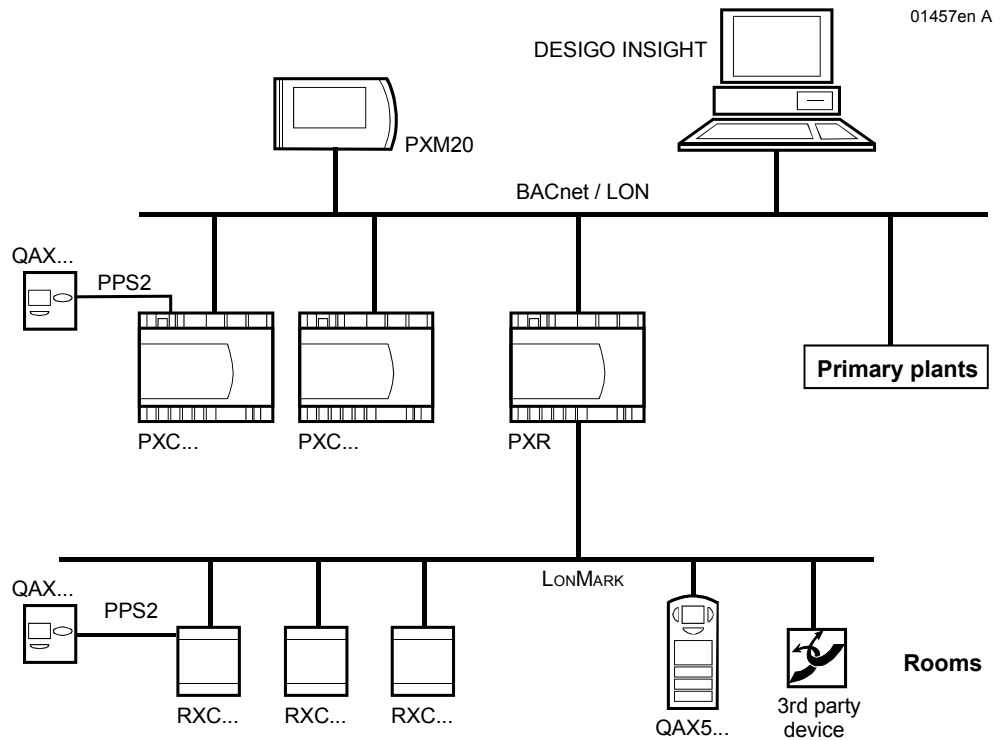 01457en A
DESIGO INSIGHT
PXM20
BACnet / LON
QAX...
PPS2
Primary plants
PXC...
PXC...
PXR
LONMARK
QAX...
PPS2
Rooms
RXC...
RXC...
RXC...
QAX5...
3rd party
device